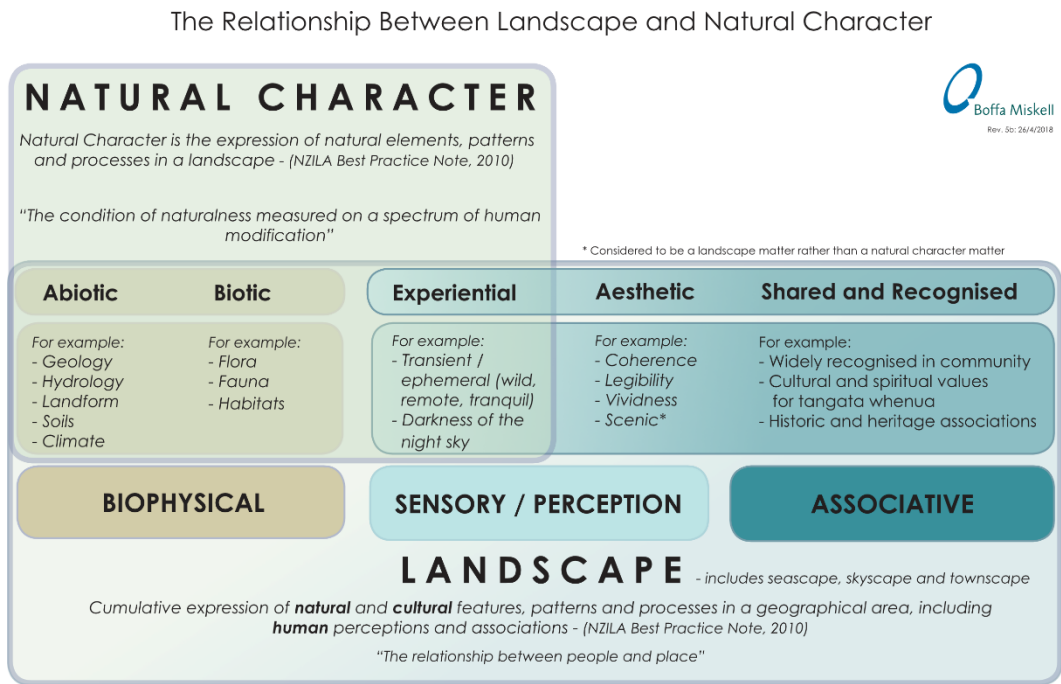 The Relationship Between Landscape and Natural Character
NATURAL CHARACTER
Natural Character is the expression of natural elements, patterns
and processes in a landscape - (NZILA Best Practice Note, 2010)
“The condition of naturalness measured on a spectrum of human
modification”
Boffa Miskell
Rev. 5b: 26/4/2018
* Considered to be a landscape matter rather than a natural character matter
Abiotic
For example:
- Geology
- Hydrology
- Landform
- Soils
- Climate
Biotic
For example:
- Flora
- Fauna
- Habitats
Experiential
For example:
- Transient /
ephemeral (wild,
remote, tranquil)
- Darkness of the
night sky
Aesthetic
For example:
- Coherence
- Legibility
- Vividness
- Scenic*
Shared and Recognised
For example:
- Widely recognised in community
- Cultural and spiritual values
for tangata whenua
- Historic and heritage associations
BIOPHYSICAL
SENSORY / PERCEPTION
ASSOCIATIVE
LANDSCAPE - includes seascape, skyscape and townscape
Cumulative expression of natural and cultural features, patterns and processes in a geographical area, including
human perceptions and associations - (NZILA Best Practice Note, 2010)
“The relationship between people and place”